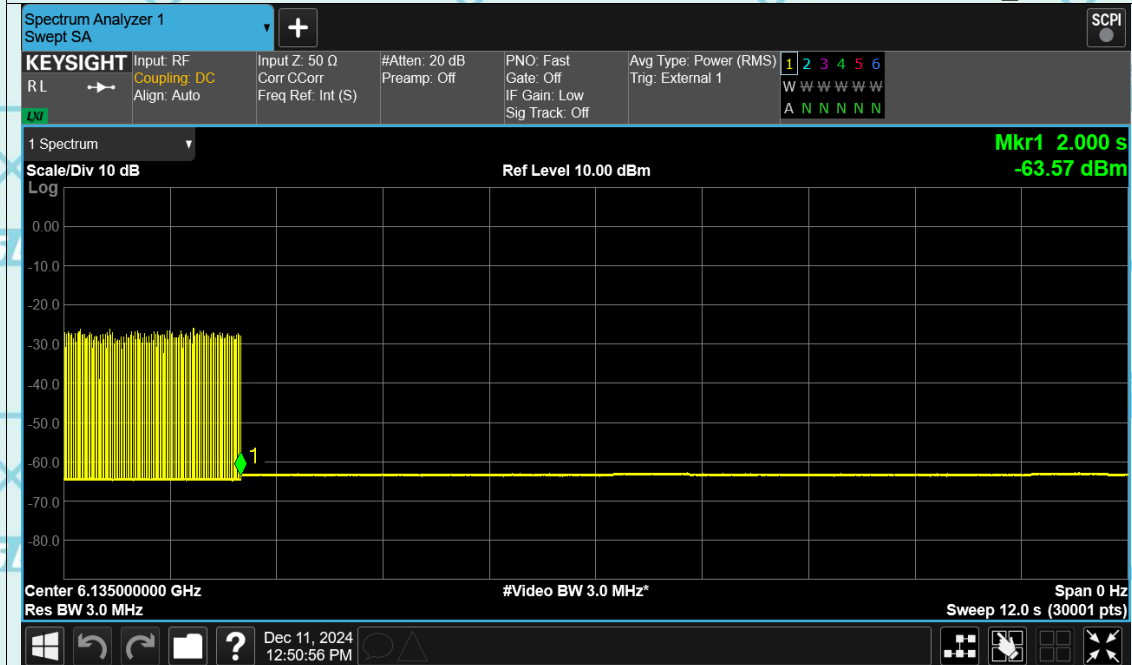 Spectrum Analyzer 1
Swept SA
+
SCPI
KEYSIGHT
R L
LXI
Input: RF
Coupling: DC
Align: Auto
Input Z: 50 Ω
Corr CCorr
Freq Ref: Int (S)
#Atten: 20 dB
Preamp: Off
PNO: Fast
Gate: Off
IF Gain: Low
Sig Track: Off
Avg Type: Power (RMS)
Trig: External 1
1 2 3 4 5 6
W W W W W W
A N N N N N
1 Spectrum
Mkr1 2.000 s
-63.57 dBm
Scale/Div 10 dB
Ref Level 10.00 dBm
Log
0.00
-10.0
-20.0
-30.0
-40.0
-50.0
-60.0
-70.0
-80.0
1
Center 6.135000000 GHz
#Video BW 3.0 MHz*
Span 0 Hz
Res BW 3.0 MHz
Sweep 12.0 s (30001 pts)
?
Dec 11, 2024
12:50:56 PM